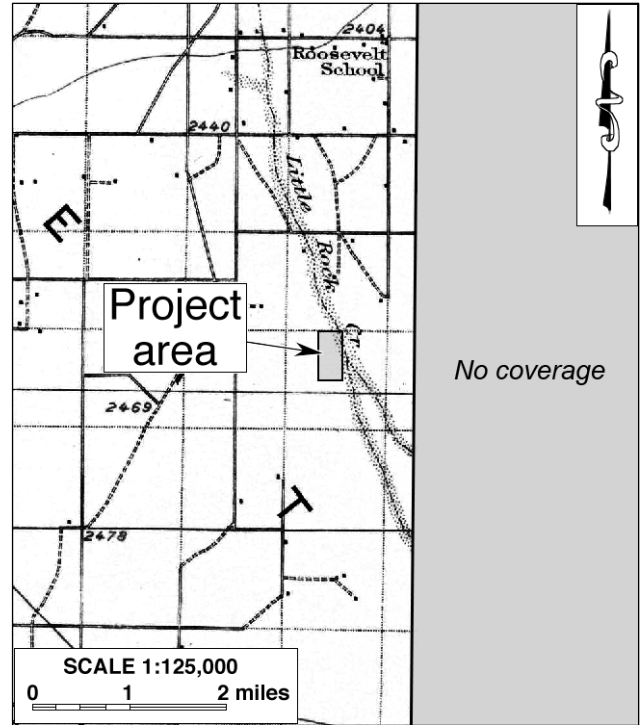 2404
Roosevelt
School
2440
Little
Rock
Cr
E
Project
area
No coverage
2469
T
2478
SCALE 1:125,000
0 1 2 miles